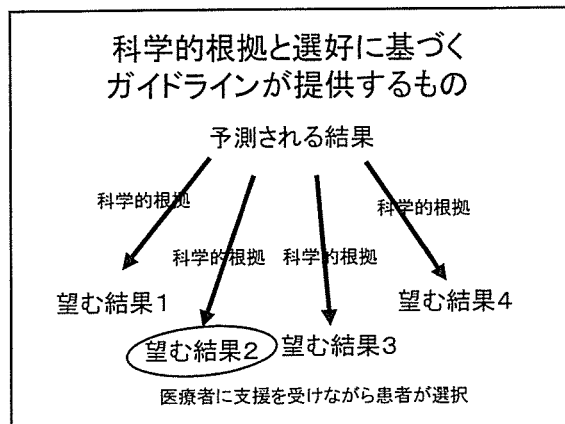 科学的根拠と選好に基づく
ガイドラインが提供するもの
予測される結果
科学的根拠
科学的根拠
科学的根拠
科学的根拠
望む結果1
望む結果4
望む結果2
望む結果3
医療者に支援を受けながら患者が選択